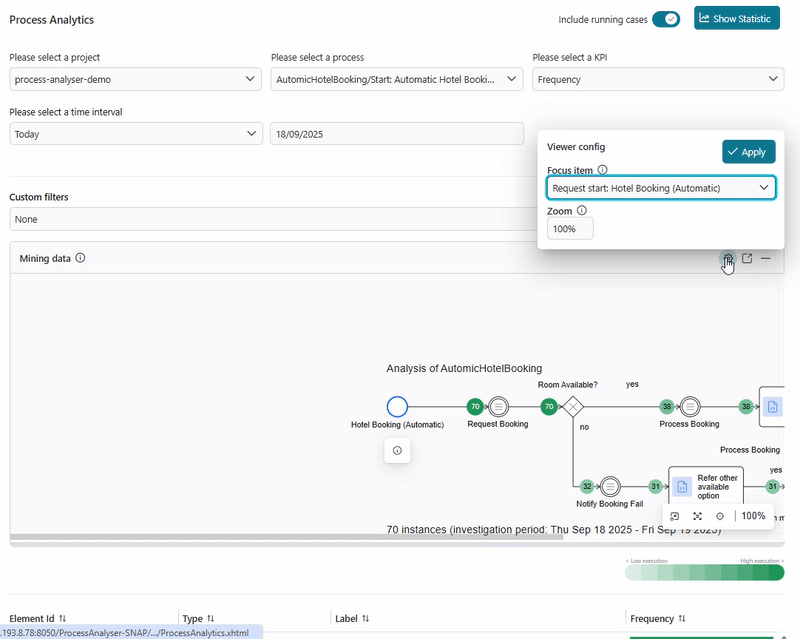 Process Analytics
Include running cases
Show Statistic
Please select a project
Please select a process
Please select a KPI
process-analyser-demo
AutomicHotelBooking/Start: Automatic Hotel Booki...
Frequency
Please select a time interval
Today
18/09/2025
Viewer config
Apply
Focus item
Request start: Hotel Booking (Automatic)
Zoom
100%
Custom filters
None
Mining data
Analysis of AutomicHotelBooking
Room Available?
yes
70
70
38
38
Hotel Booking (Automatic)
Request Booking
no
Process Booking
Process Booking
yes
32
31
Refer other
available
option
31
Notify Booking Fail
100%
70 instances (investigation period: Thu Sep 18 2025 - Fri Sep 19 2025)
< Low execution
High execution >
Element Id
Type
Label
Frequency
.193.8.78:8050/ProcessAnalyser-SNAP/.../ProcessAnalytics.xhtml